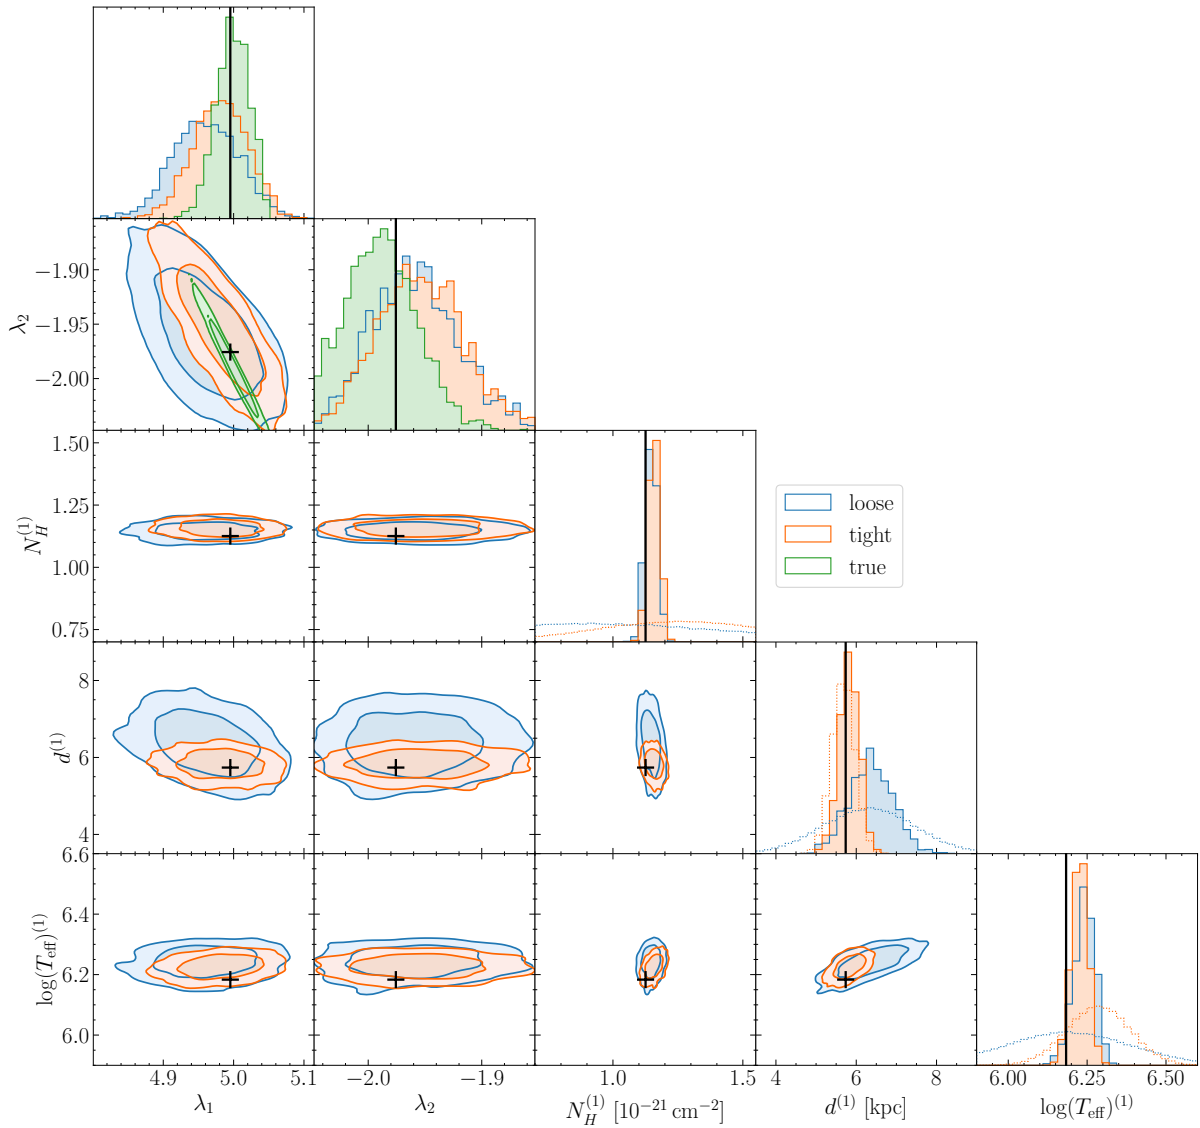 −1.90
−1.95
−2.00
λ₂
1.50
1.25
1.00
0.75
N_H^{(1)}
loose
tight
true
8
6
4
d^{(1)}
6.6
6.4
6.2
6.0
log(T_eff)^{(1)}
4.9 5.0 5.1 −2.0 −1.9 1.0 1.5 4 6 8 6.00 6.25 6.50
λ₁ λ₂ N_H^{(1)} [10^{−21} cm^{−2}] d^{(1)} [kpc] log(T_eff)^{(1)}